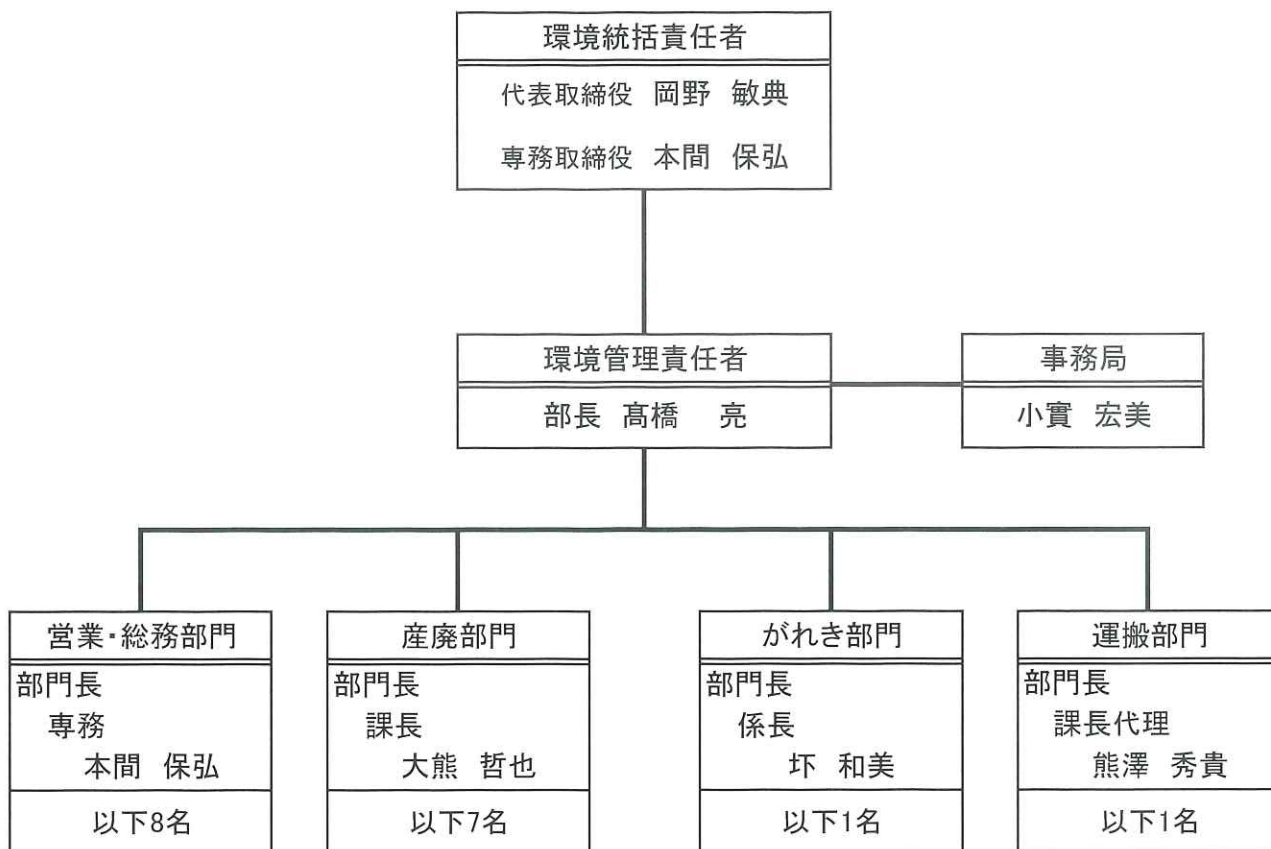 環境統括責任者
代表取締役 岡野 敏典
専務取締役 本間 保弘
環境管理責任者
部長 髙橋 亮
事務局
小實 宏美
営業・総務部門
部門長
専務
本間 保弘
以下8名
産廃部門
部門長
課長
大熊 哲也
以下7名
がれき部門
部門長
係長
圷 和美
以下1名
運搬部門
部門長
課長代理
熊澤 秀貴
以下1名